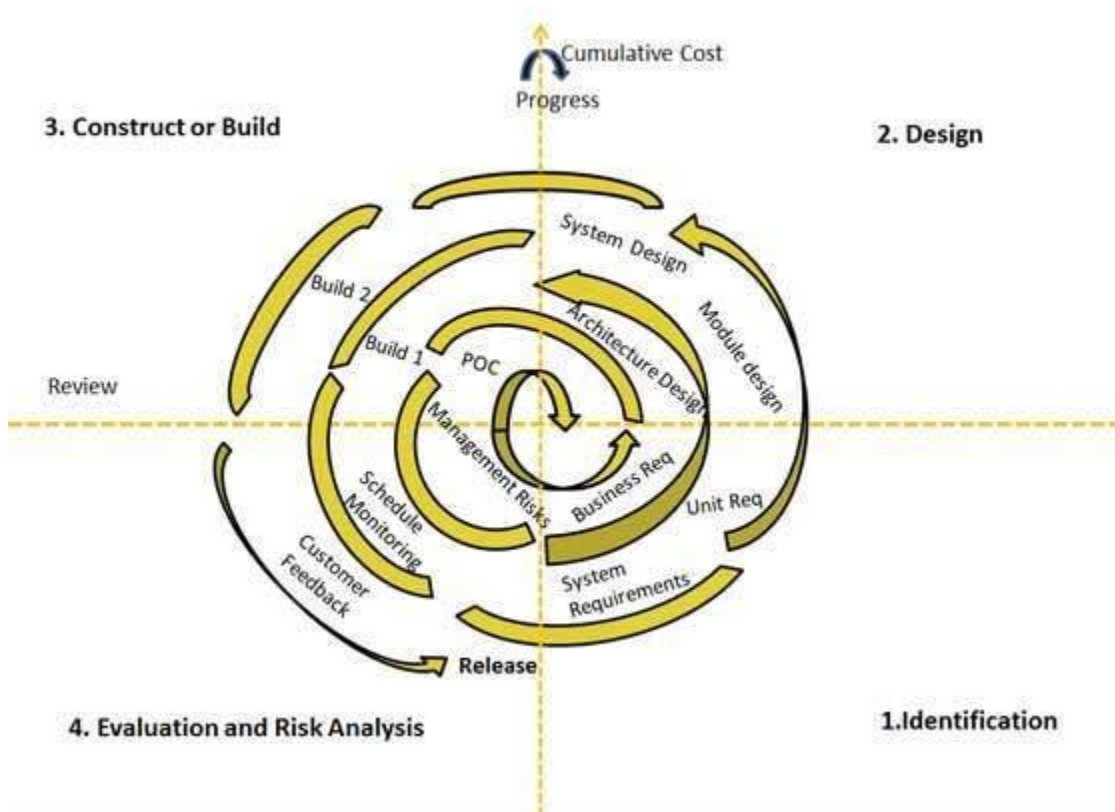 Cumulative Cost
Progress
3. Construct or Build
2. Design
System Design
Build 2
Module design
Architecture Design
Build 1
POC
Review
Management Risks
Business Req
Schedule
Monitoring
Unit Req
Customer
Feedback
System
Requirements
Release
4. Evaluation and Risk Analysis
1.Identification